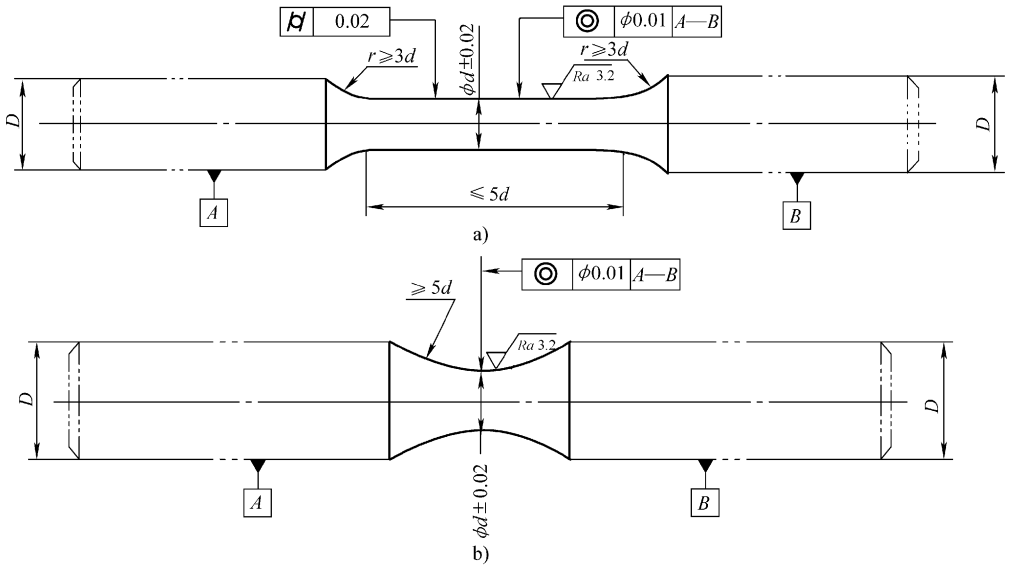 0.02
ϕ0.01 A—B
r≥3d
ϕd±0.02
r≥3d
Ra 3.2
D
D
A
≤5d
B
a)
ϕ0.01 A—B
≥5d
Ra 3.2
D
D
A
ϕd±0.02
B
b)